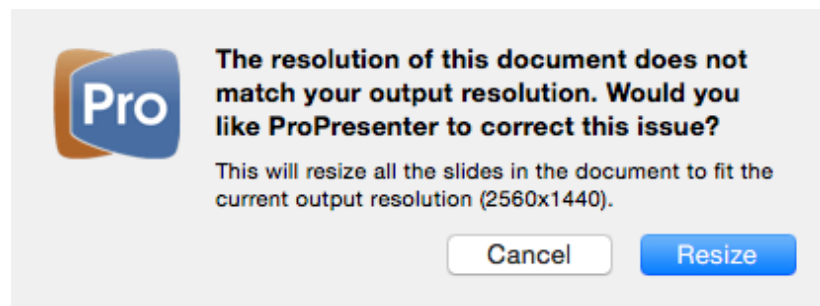 Pro
The resolution of this document does not
match your output resolution. Would you
like ProPresenter to correct this issue?
This will resize all the slides in the document to fit the
current output resolution (2560x1440).
Cancel
Resize